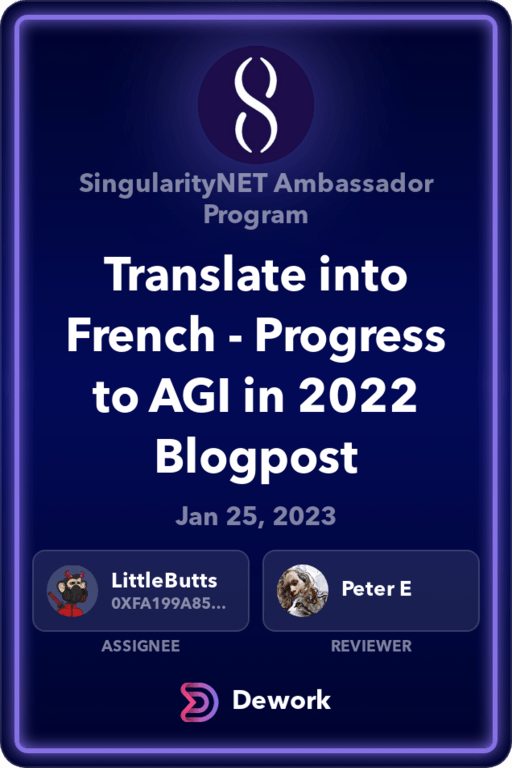 SingularityNET Ambassador
Program
Translate into
French - Progress
to AGI in 2022
Blogpost
Jan 25, 2023
LittleButts
0XFA199A85...
Peter E
ASSIGNEE
REVIEWER
Dework